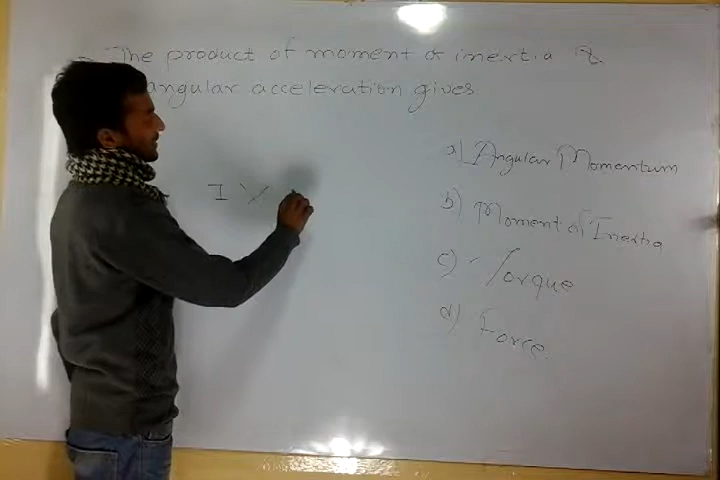 The product of moment of inertia &
angular acceleration gives
I ×
a) Angular Momentum
b) Moment of Inertia
c) Torque
d) Force.